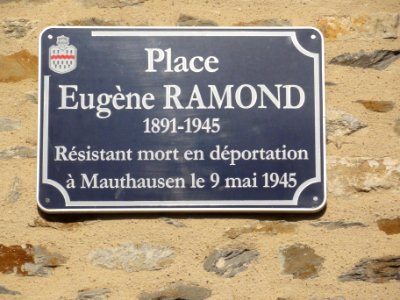 Place
Eugène RAMOND
1891-1945
Résistant mort en déportation
à Mauthausen le 9 mai 1945